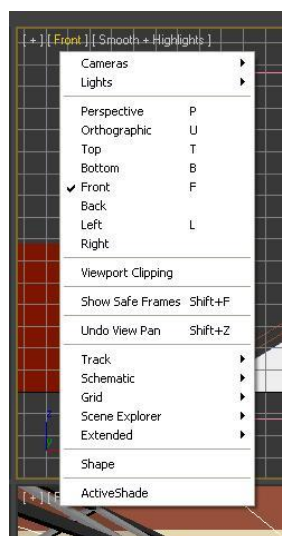 [ + ] [ Front ] [ Smooth + Highlights ]
Cameras
Lights
Perspective P
Orthographic U
Top T
Bottom B
Front F
Back
Left L
Right
Viewport Clipping
Show Safe Frames Shift+F
Undo View Pan Shift+Z
Track
Schematic
Grid
Scene Explorer
Extended
Shape
ActiveShade
z
y
[ + ] [